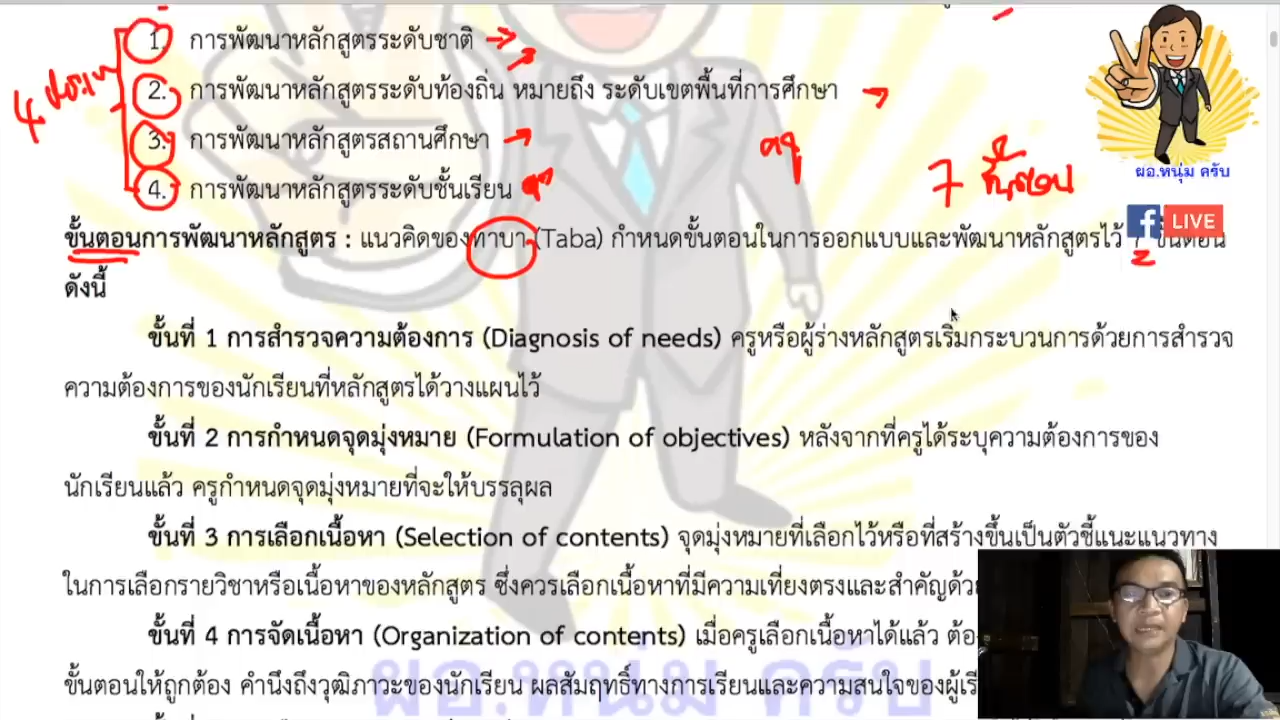 1. การพัฒนาหลักสูตรระดับชาติ
2. การพัฒนาหลักสูตรระดับท้องถิ่น หมายถึง ระดับเขตพื้นที่การศึกษา
3. การพัฒนาหลักสูตรสถานศึกษา
4. การพัฒนาหลักสูตรระดับชั้นเรียน
7 ขั้นตอน
ผอ.หนุ่ม ครับ
f LIVE
ขั้นตอนการพัฒนาหลักสูตร : แนวคิดของทาบา (Taba) กำหนดขั้นตอนในการออกแบบและพัฒนาหลักสูตรไว้ 7 ขั้นตอน
ดังนี้
ขั้นที่ 1 การสำรวจความต้องการ (Diagnosis of needs) ครูหรือผู้ร่างหลักสูตรเริ่มกระบวนการด้วยการสำรวจ
ความต้องการของนักเรียนที่หลักสูตรได้วางแผนไว้
ขั้นที่ 2 การกำหนดจุดมุ่งหมาย (Formulation of objectives) หลังจากที่ครูได้ระบุความต้องการของ
นักเรียนแล้ว ครูกำหนดจุดมุ่งหมายที่จะให้บรรลุผล
ขั้นที่ 3 การเลือกเนื้อหา (Selection of contents) จุดมุ่งหมายที่เลือกไว้หรือที่สร้างขึ้นเป็นตัวชี้แนะแนวทาง
ในการเลือกรายวิชาหรือเนื้อหาของหลักสูตร ซึ่งควรเลือกเนื้อหาที่มีความเที่ยงตรงและสำคัญด้วย
ขั้นที่ 4 การจัดเนื้อหา (Organization of contents) เมื่อครูเลือกเนื้อหาได้แล้ว
ขั้นตอนให้ถูกต้อง คำนึงถึงวุฒิภาวะของนักเรียน ผลสัมฤทธิ์ทางการเรียนและความสนใจของ
ผอ.หนุ่ม ครับ